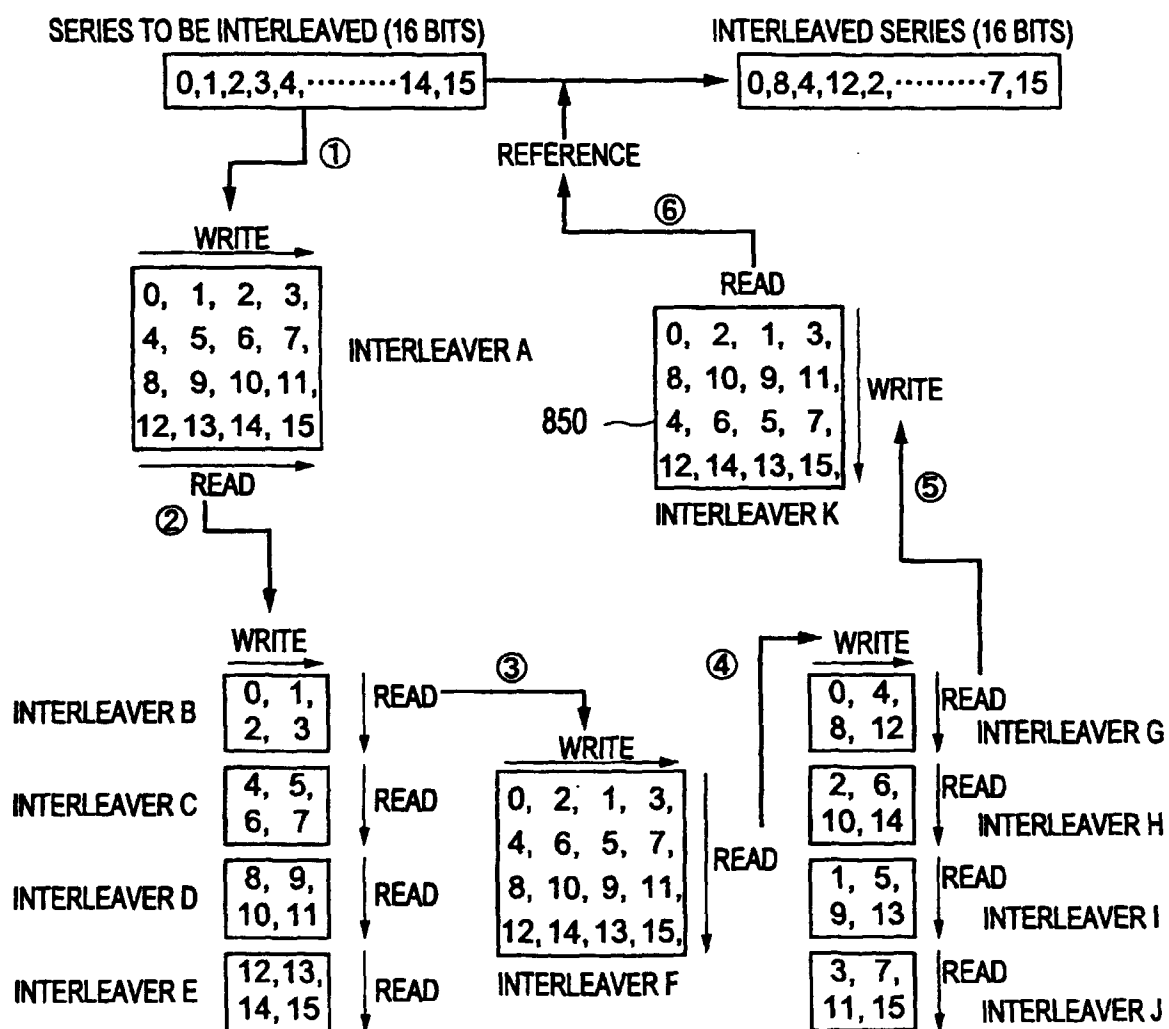 SERIES TO BE INTERLEAVED (16 BITS)
INTERLEAVED SERIES (16 BITS)
0,1,2,3,4,·········14,15
0,8,4,12,2,·········7,15
①
REFERENCE
⑥
WRITE
READ
0, 1, 2, 3,
4, 5, 6, 7,
8, 9, 10, 11,
12, 13, 14, 15
INTERLEAVER A
READ
②
0, 2, 1, 3,
8, 10, 9, 11,
4, 6, 5, 7,
12, 14, 13, 15,
WRITE
850
INTERLEAVER K
⑤
WRITE
INTERLEAVER B
0, 1,
2, 3
READ
③
INTERLEAVER C
4, 5,
6, 7
READ
INTERLEAVER D
8, 9,
10, 11
READ
INTERLEAVER E
12, 13,
14, 15
READ
WRITE
0, 2, 1, 3,
4, 6, 5, 7,
8, 10, 9, 11,
12, 14, 13, 15,
READ
INTERLEAVER F
④
WRITE
0, 4,
8, 12
READ
INTERLEAVER G
2, 6,
10, 14
READ
INTERLEAVER H
1, 5,
9, 13
READ
INTERLEAVER I
3, 7,
11, 15
READ
INTERLEAVER J